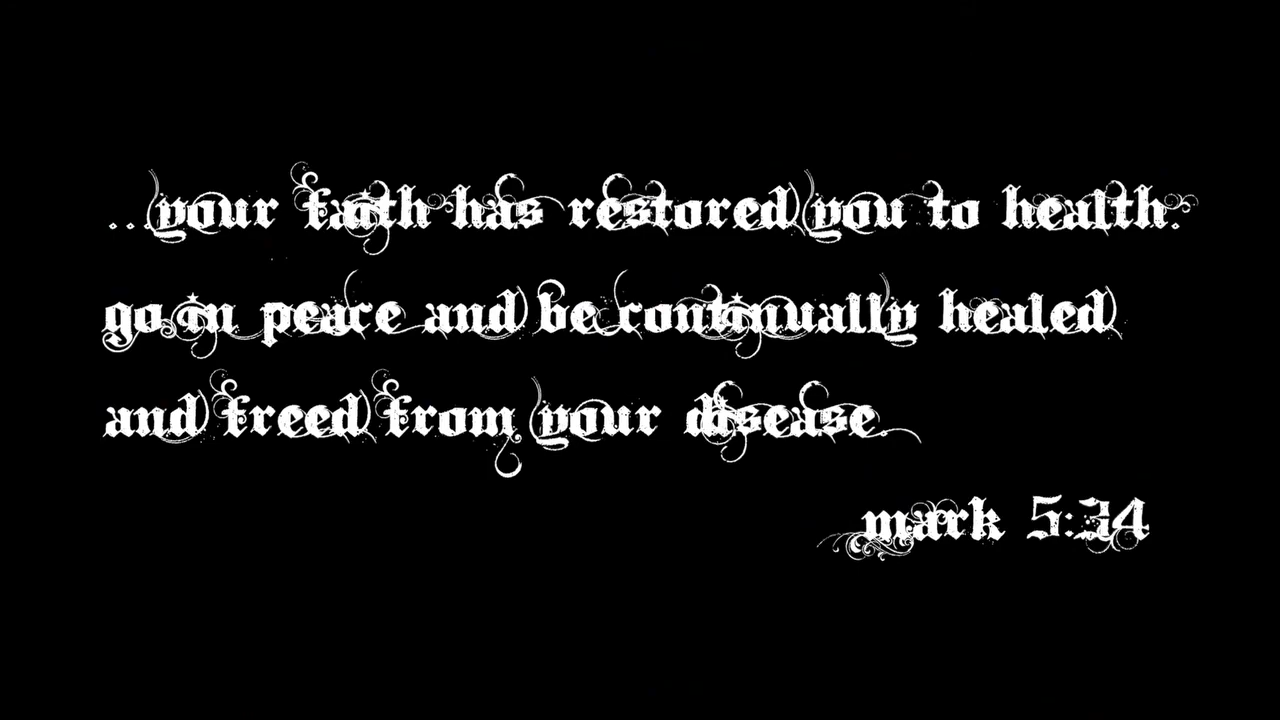 ...your faith has restored you to health.
go in peace and be continually healed
and freed from your disease.
mark 5:34